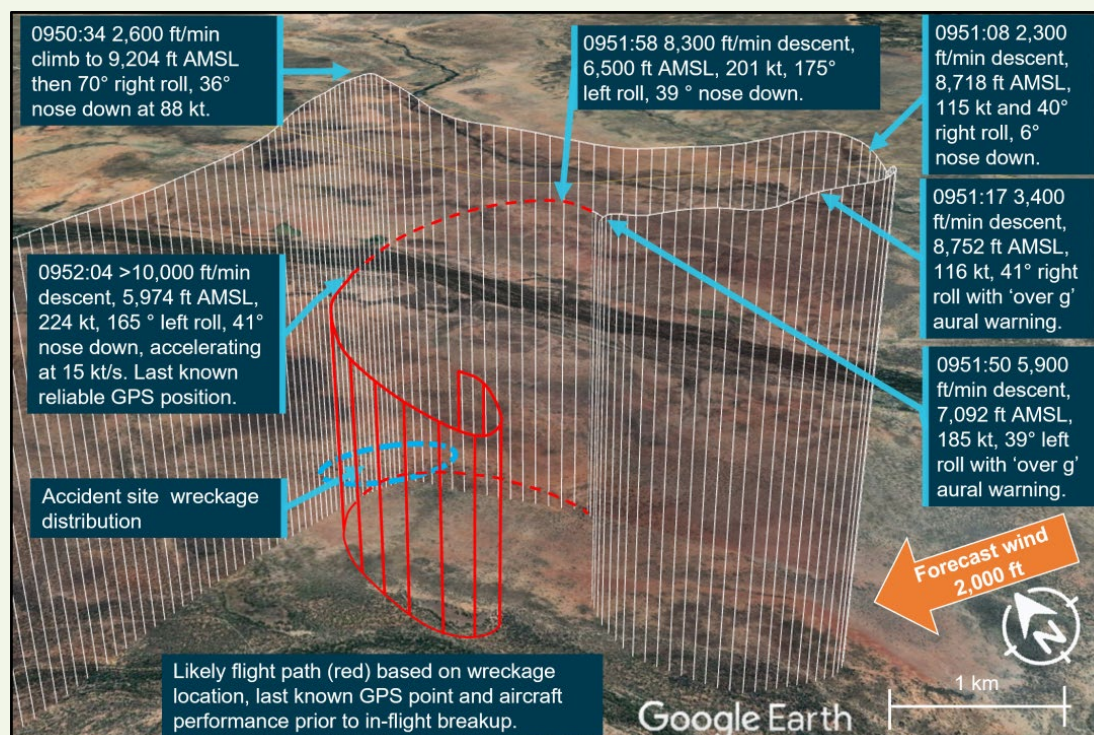 0950:34 2,600 ft/min
climb to 9,204 ft AMSL
then 70° right roll, 36°
nose down at 88 kt.
0951:58 8,300 ft/min descent,
6,500 ft AMSL, 201 kt, 175°
left roll, 39 ° nose down.
0951:08 2,300
ft/min descent,
8,718 ft AMSL,
115 kt and 40°
right roll, 6°
nose down.
0951:17 3,400
ft/min descent,
8,752 ft AMSL,
116 kt, 41° right
roll with ‘over g’
aural warning.
0952:04 >10,000 ft/min
descent, 5,974 ft AMSL,
224 kt, 165 ° left roll, 41°
nose down, accelerating
at 15 kt/s. Last known
reliable GPS position.
0951:50 5,900
ft/min descent,
7,092 ft AMSL,
185 kt, 39° left
roll with ‘over g’
aural warning.
Accident site wreckage
distribution
Forecast wind
2,000 ft
N
Likely flight path (red) based on wreckage
location, last known GPS point and aircraft
performance prior to in-flight breakup.
1 km
Google Earth